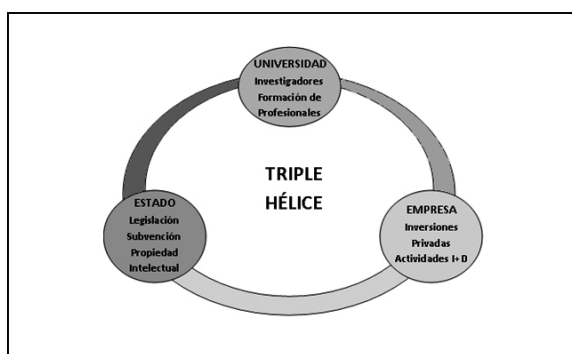 UNIVERSIDAD
Investigadores
Formación de
Profesionales
TRIPLE
HÉLICE
ESTADO
Legislación
Subvención
Propiedad
Intelectual
EMPRESA
Inversiones
Privadas
Actividades I+D